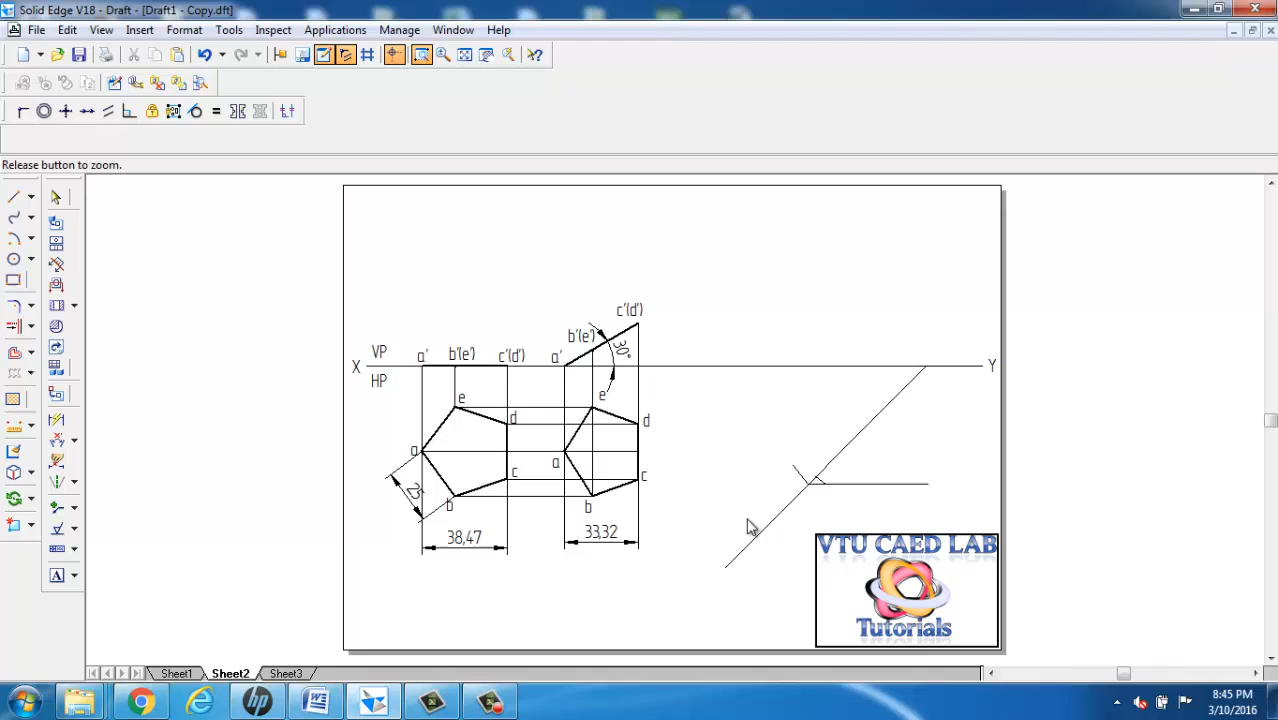 Solid Edge V18 - Draft - [Draft1 - Copy.dft]
File Edit View Insert Format Tools Inspect Applications Manage Window Help
Release button to zoom.
c'(d')
b'(e')
30°
X VP a' b'(e') c'(d') a' Y
HP
e e
d d
a a
c c
b b
25
38,47 33,32
VTU CAED LAB
Tutorials
Sheet1 Sheet2 Sheet3
8:45 PM
3/10/2016